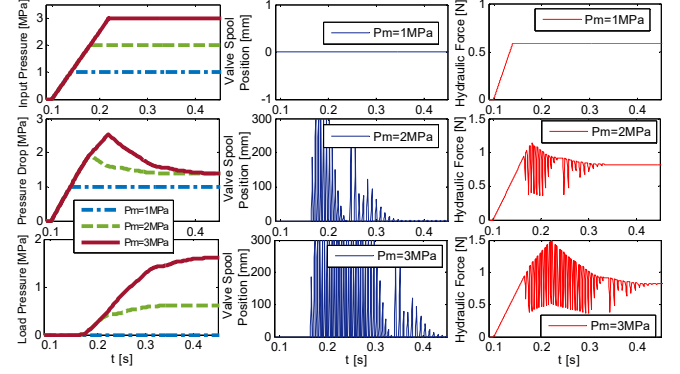 Input Pressure [MPa]
3
2
1
0
0.1 0.2 0.3 0.4
Valve Spool
Position [mm]
1
0
-1
0.1 0.2 0.3 0.4
Pm=1MPa
Hydraulic Force [N]
1
0.5
0
0.1 0.2 0.3 0.4
Pm=1MPa
Pressure Drop [MPa]
3
2
1
0
0.1 0.2 0.3 0.4
Pm=1MPa
Pm=2MPa
Pm=3MPa
Valve Spool
Position [mm]
300
200
100
0
0.1 0.2 0.3 0.4
Pm=2MPa
Hydraulic Force [N]
1.5
1
0.5
0
0.1 0.2 0.3 0.4
Pm=2MPa
Load Pressure [MPa]
2
1
0
0.1 0.2 0.3 0.4
t [s]
Valve Spool
Position [mm]
300
200
100
0
0.1 0.2 0.3 0.4
t [s]
Pm=3MPa
Hydraulic Force [N]
1.5
1
0.5
0
0.1 0.2 0.3 0.4
t [s]
Pm=3MPa